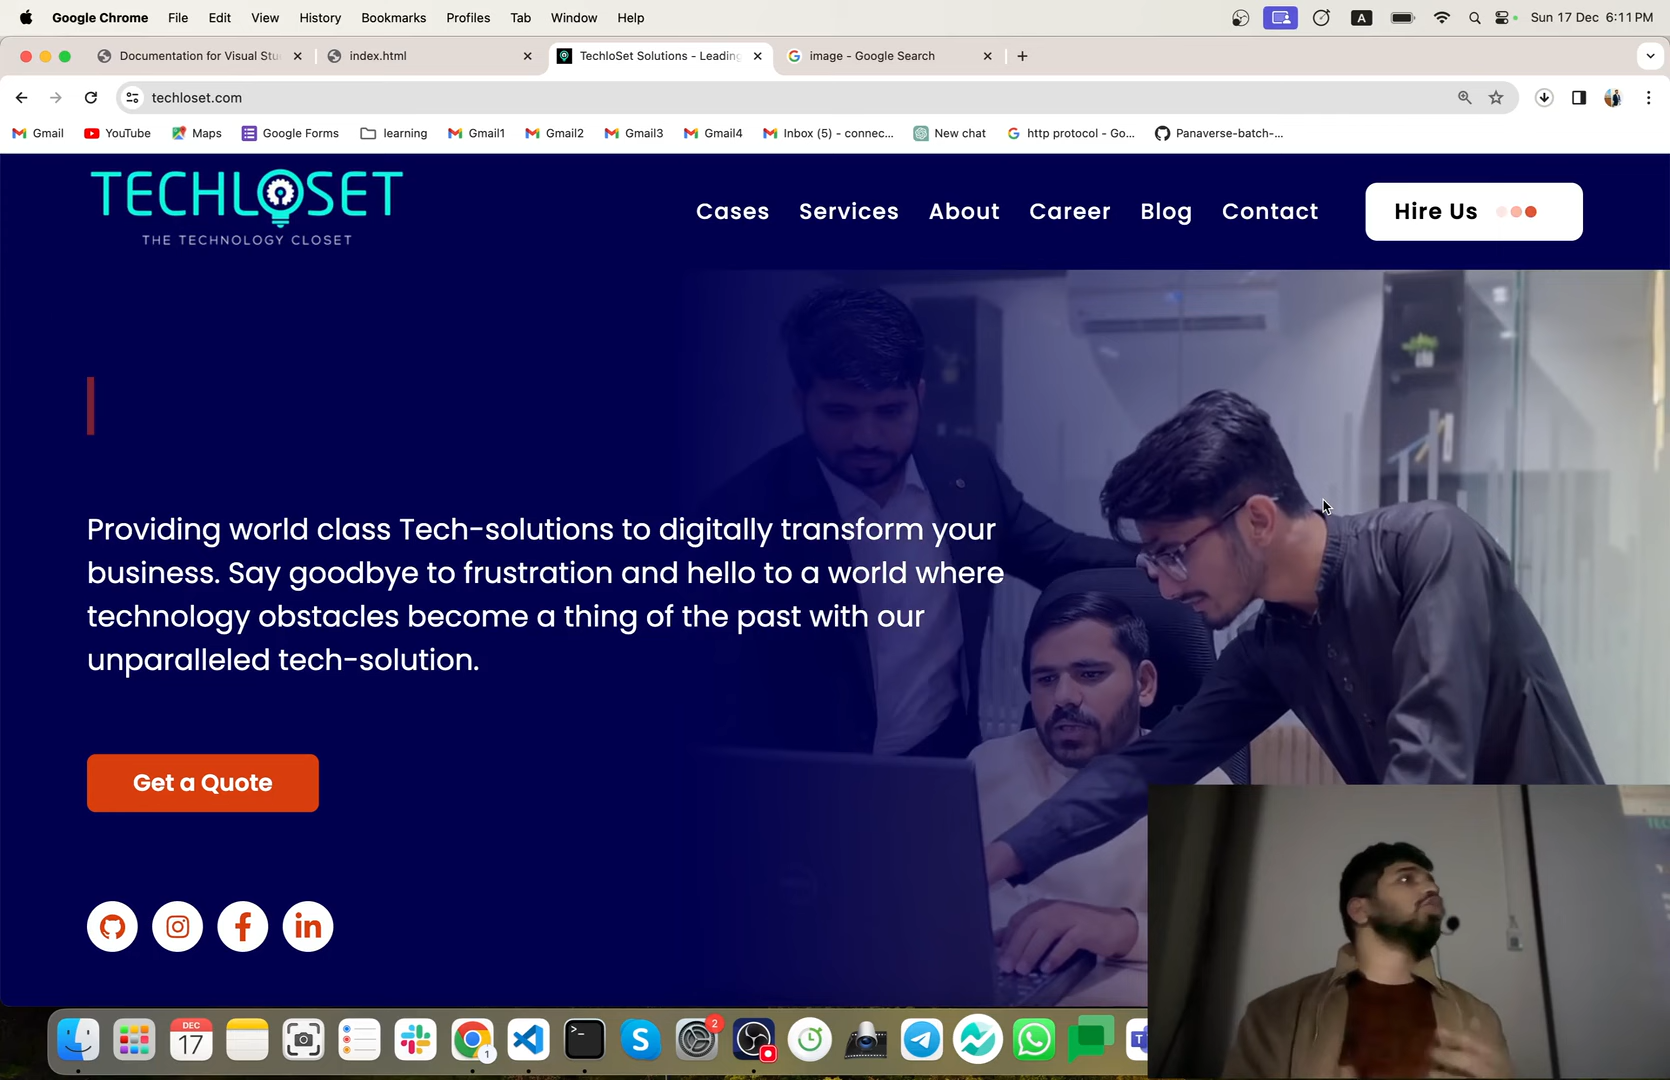 Google Chrome File Edit View History Bookmarks Profiles Tab Window Help A Sun 17 Dec 6:11 PM
Documentation for Visual Stu index.html TechloSet Solutions - Leading image - Google Search
techloset.com
Gmail YouTube Maps Google Forms learning Gmail1 Gmail2 Gmail3 Gmail4 Inbox (5) - connec... New chat http protocol - Go... Panaverse-batch-...
TECHLOSET
THE TECHNOLOGY CLOSET
Cases Services About Career Blog Contact Hire Us
Providing world class Tech-solutions to digitally transform your
business. Say goodbye to frustration and hello to a world where
technology obstacles become a thing of the past with our
unparalleled tech-solution.
Get a Quote
in
DEC
17
2
1